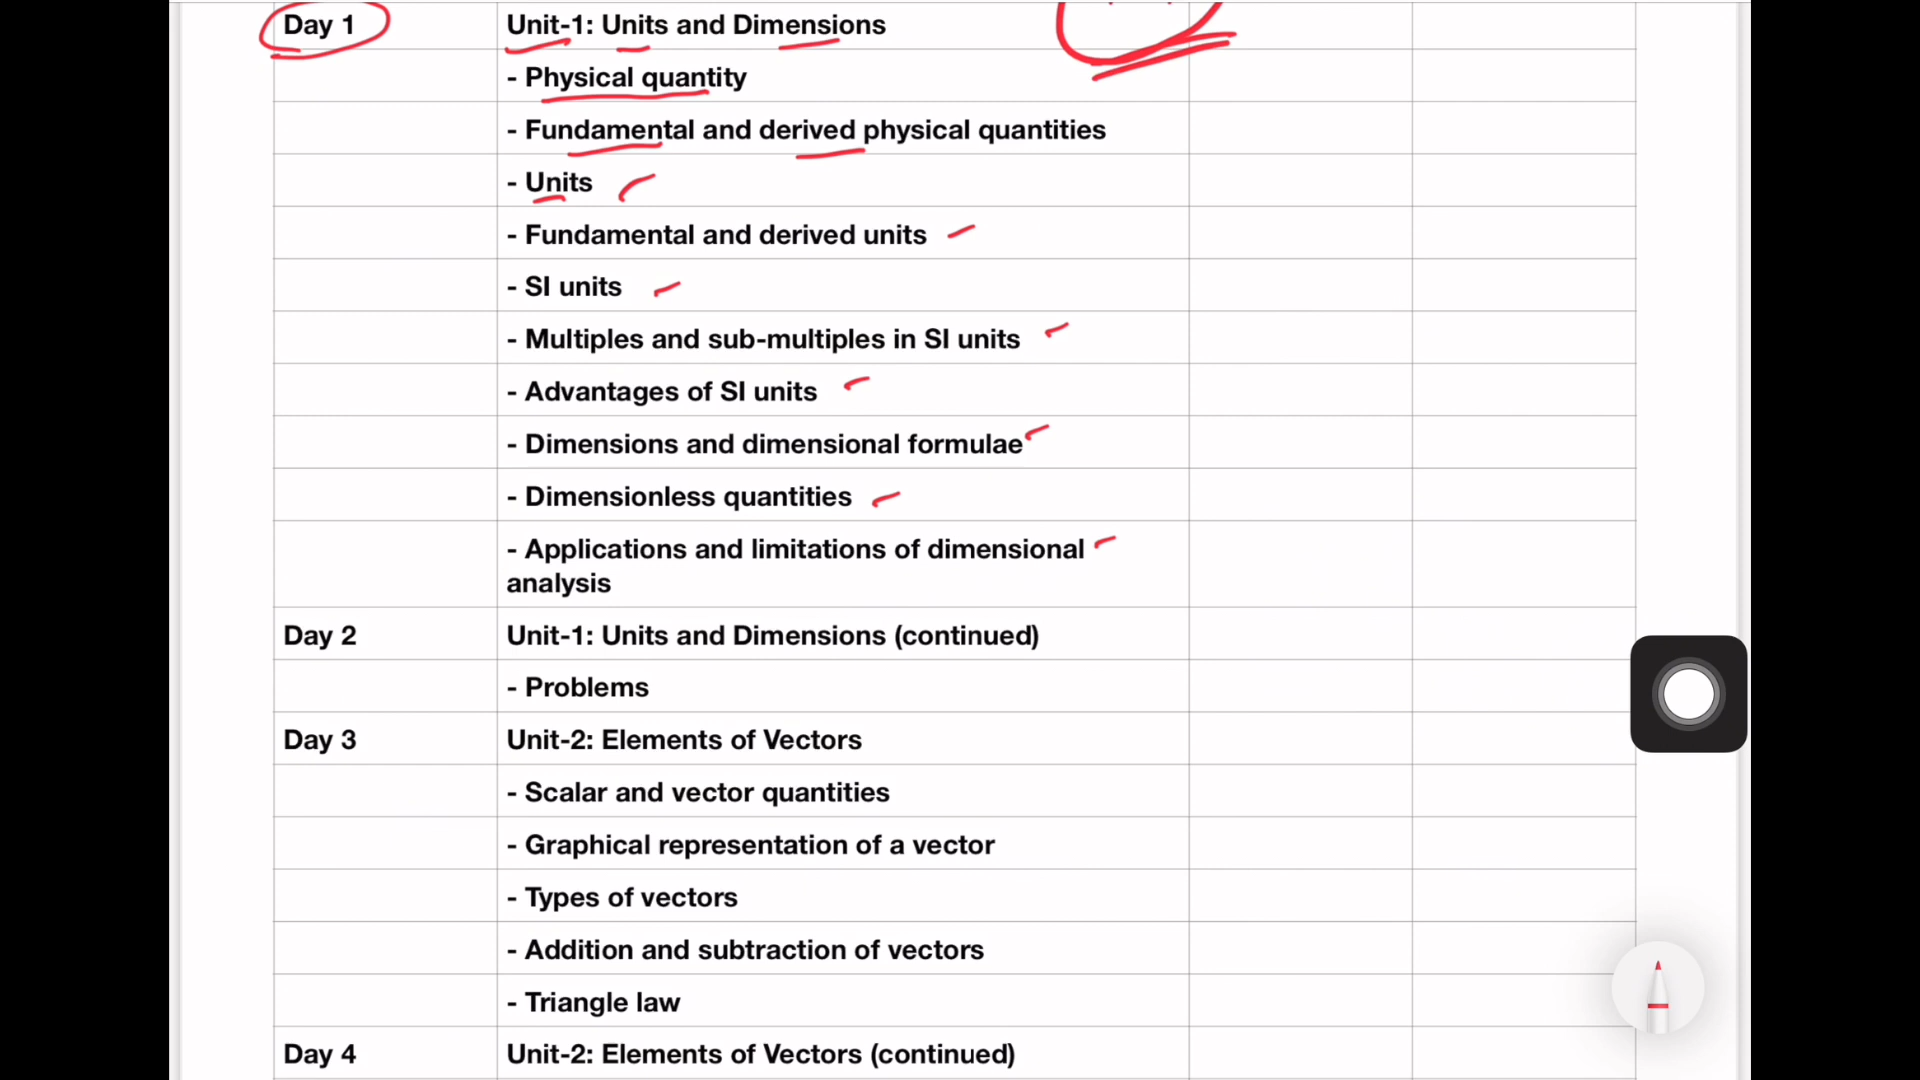 Day 1
Unit-1: Units and Dimensions
- Physical quantity
- Fundamental and derived physical quantities
- Units
- Fundamental and derived units
- SI units
- Multiples and sub-multiples in SI units
- Advantages of SI units
- Dimensions and dimensional formulae
- Dimensionless quantities
- Applications and limitations of dimensional
analysis
Day 2
Unit-1: Units and Dimensions (continued)
- Problems
Day 3
Unit-2: Elements of Vectors
- Scalar and vector quantities
- Graphical representation of a vector
- Types of vectors
- Addition and subtraction of vectors
- Triangle law
Day 4
Unit-2: Elements of Vectors (continued)